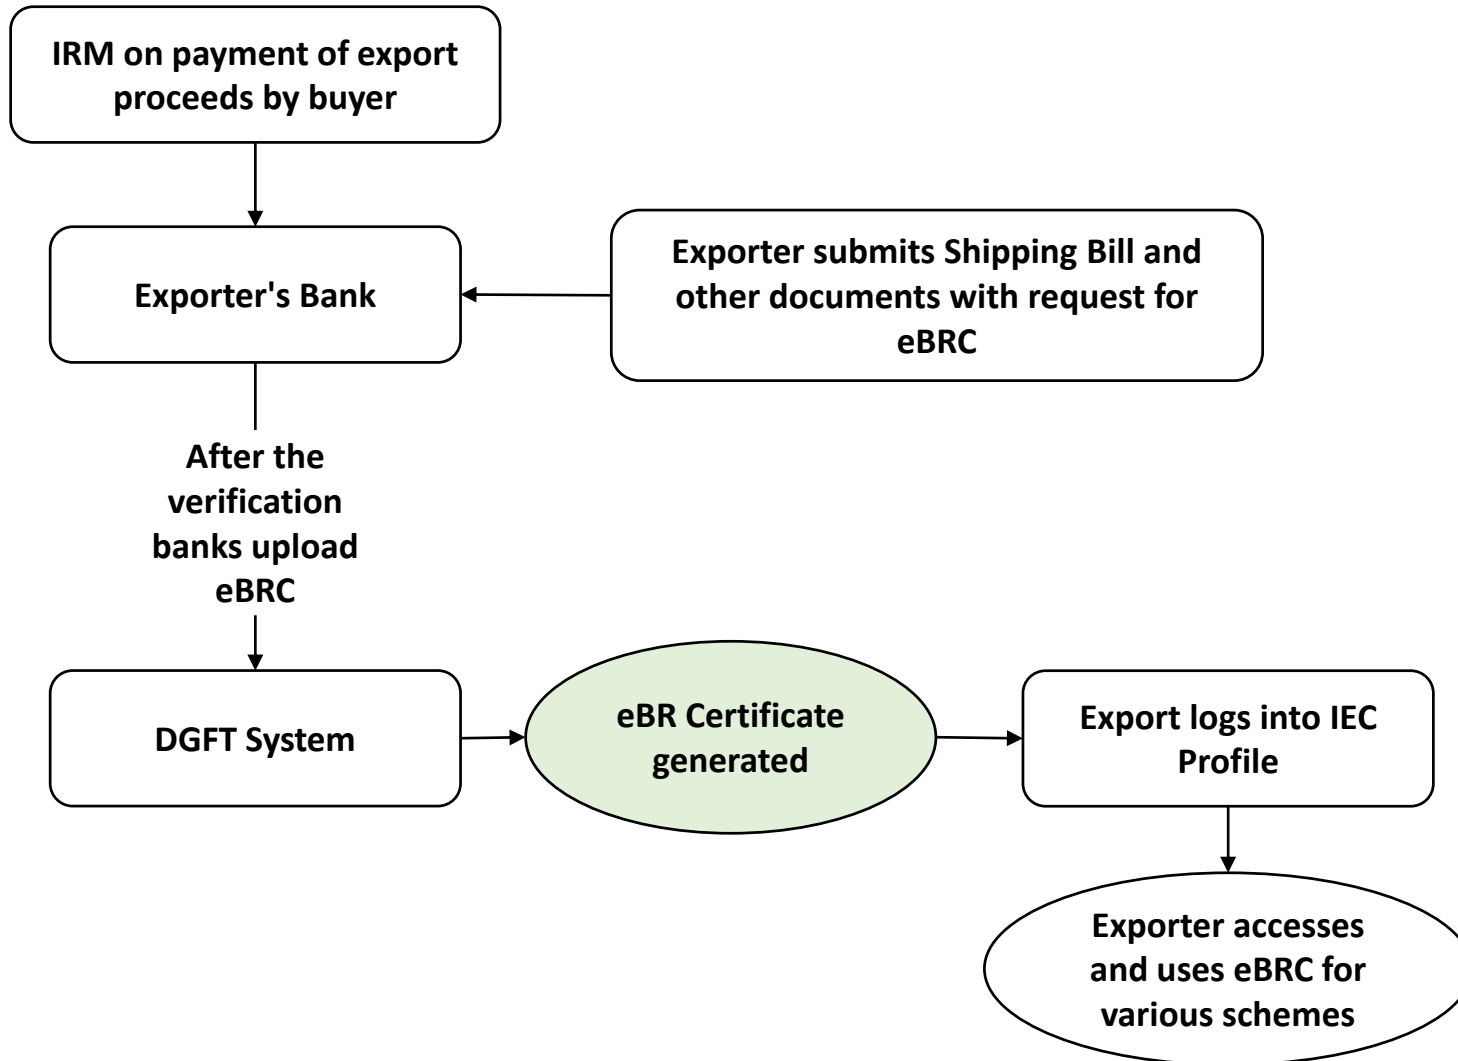 IRM on payment of export
proceeds by buyer
Exporter's Bank
Exporter submits Shipping Bill and
other documents with request for
eBRC
After the
verification
banks upload
eBRC
DGFT System
eBR Certificate
generated
Export logs into IEC
Profile
Exporter accesses
and uses eBRC for
various schemes